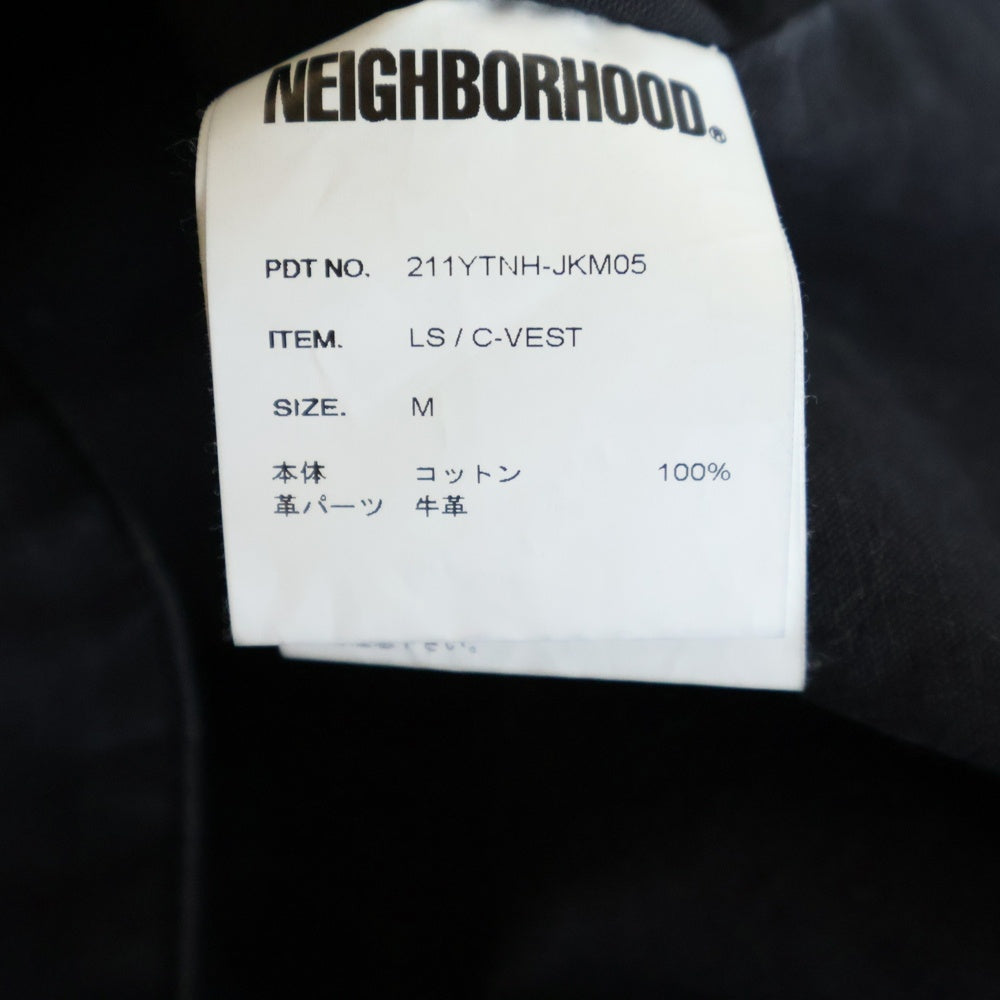 NEIGHBORHOOD®
PDT NO. 211YTNH-JKM05
ITEM. LS / C-VEST
SIZE. M
本体 コットン 100%
革パーツ 牛革